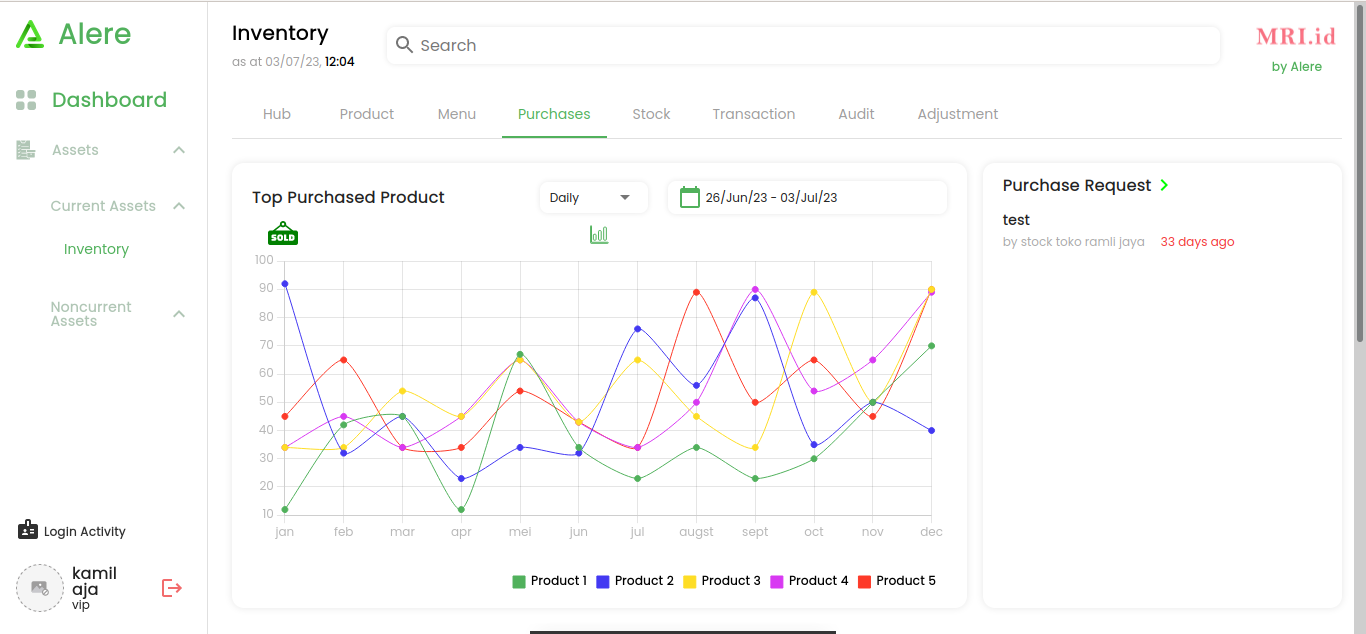 Alere
Dashboard
Assets
Current Assets
Inventory
Noncurrent
Assets
Login Activity
kamil
aja
vip
Inventory
as at 03/07/23, 12:04
Search
MRI.id
by Alere
Hub Product Menu Purchases Stock Transaction Audit Adjustment
Top Purchased Product
Daily
26/Jun/23 - 03/Jul/23
SOLD
100
90
80
70
60
50
40
30
20
10
jan feb mar apr mei jun jul augst sept oct nov dec
Product 1 Product 2 Product 3 Product 4 Product 5
Purchase Request
test
by stock toko ramli jaya 33 days ago